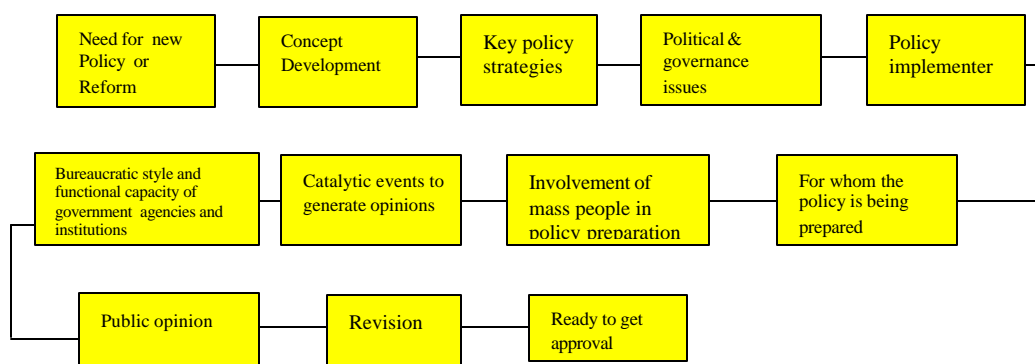 Need for new
Policy or
Reform
Concept
Development
Key policy
strategies
Political &
governance
issues
Policy
implementer
Bureaucratic style and
functional capacity of
government agencies and
institutions
Catalytic events to
generate opinions
Involvement of
mass people in
policy preparation
For whom the
policy is being
prepared
Public opinion
Revision
Ready to get
approval